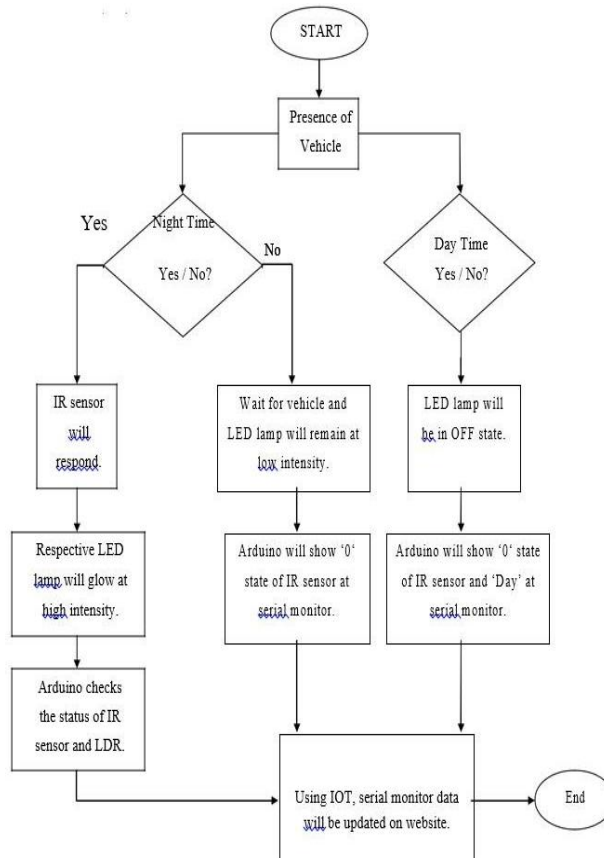 START
Presence of
Vehicle
Night Time
Yes / No?
Yes
No
Day Time
Yes / No?
IR sensor
will
respond.
Wait for vehicle and
LED lamp will remain at
low intensity.
LED lamp will
be in OFF state.
Respective LED
lamp will glow at
high intensity.
Arduino will show ‘0‘
state of IR sensor at
serial monitor.
Arduino will show ‘0‘ state
of IR sensor and ‘Day’ at
serial monitor.
Arduino checks
the status of IR
sensor and LDR.
Using IOT, serial monitor data
will be updated on website.
End